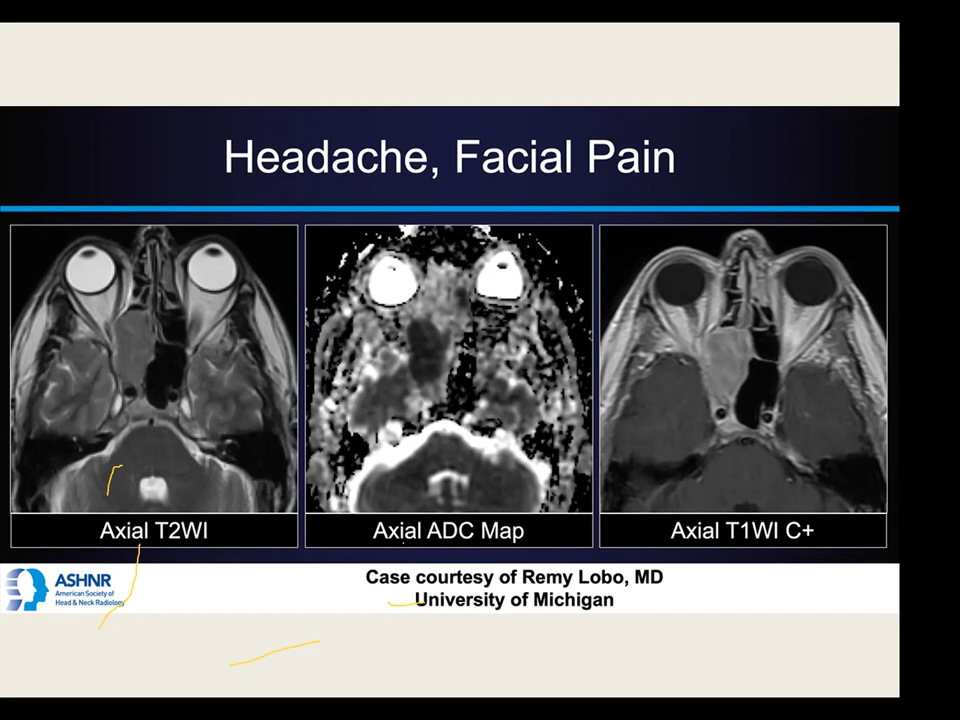 Headache, Facial Pain
Axial T2WI
Axial ADC Map
Axial T1WI C+
ASHNR
American Society of
Head & Neck Radiology
Case courtesy of Remy Lobo, MD
University of Michigan